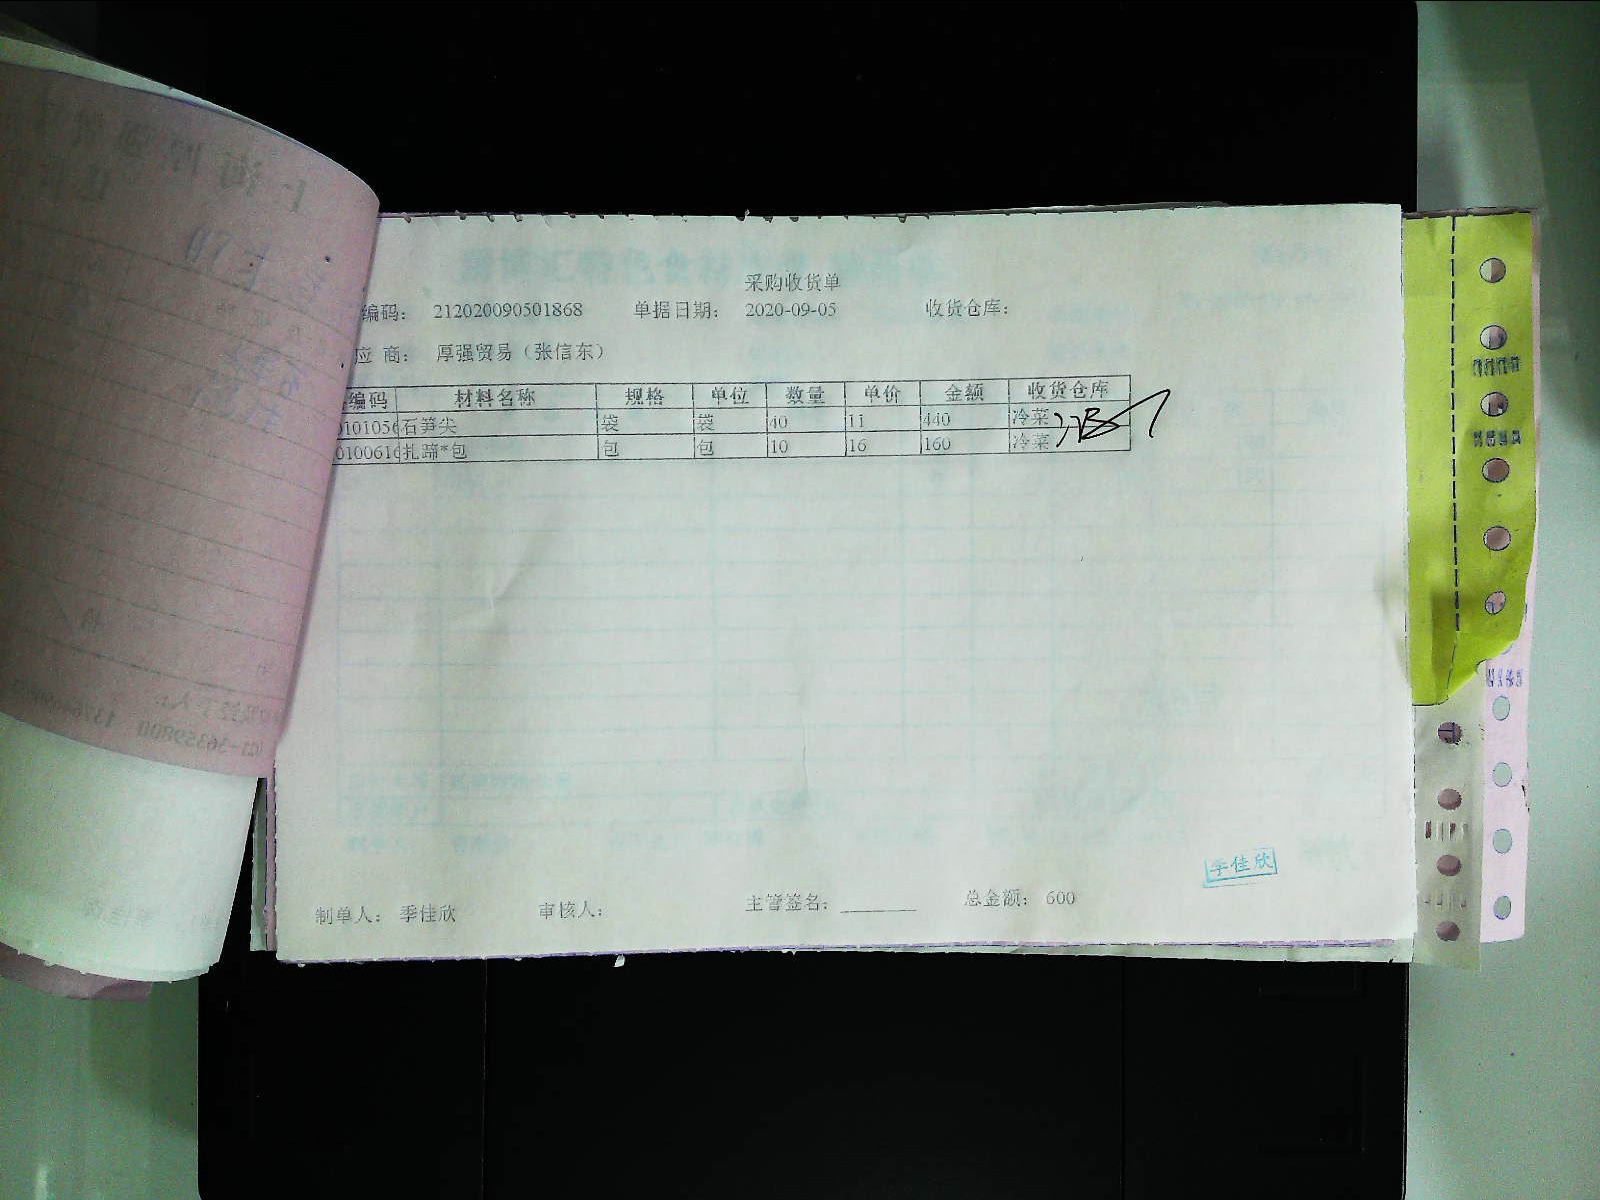 采购收货单
编码： 212020090501868 单据日期： 2020-09-05 收货仓库：
应 商： 厚强贸易（张信东）
编码 材料名称 规格 单位 数量 单价 金额 收货仓库
0101056 石笋尖 袋 袋 40 11 440 冷菜
0100616 扎蹄*包 包 包 10 16 160 冷菜
李佳欣
制单人： 季佳欣 审核人： 主管签名： 总金额： 600